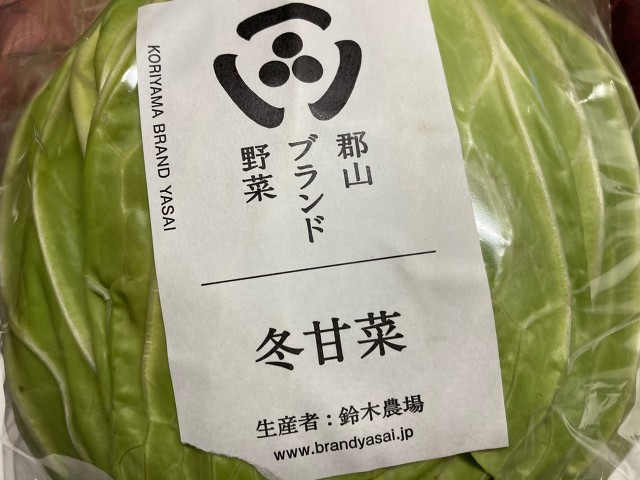 KORIYAMA BRAND YASAI
郡山
ブランド
野菜
冬甘菜
生産者：鈴木農場
www.brandyasai.jp